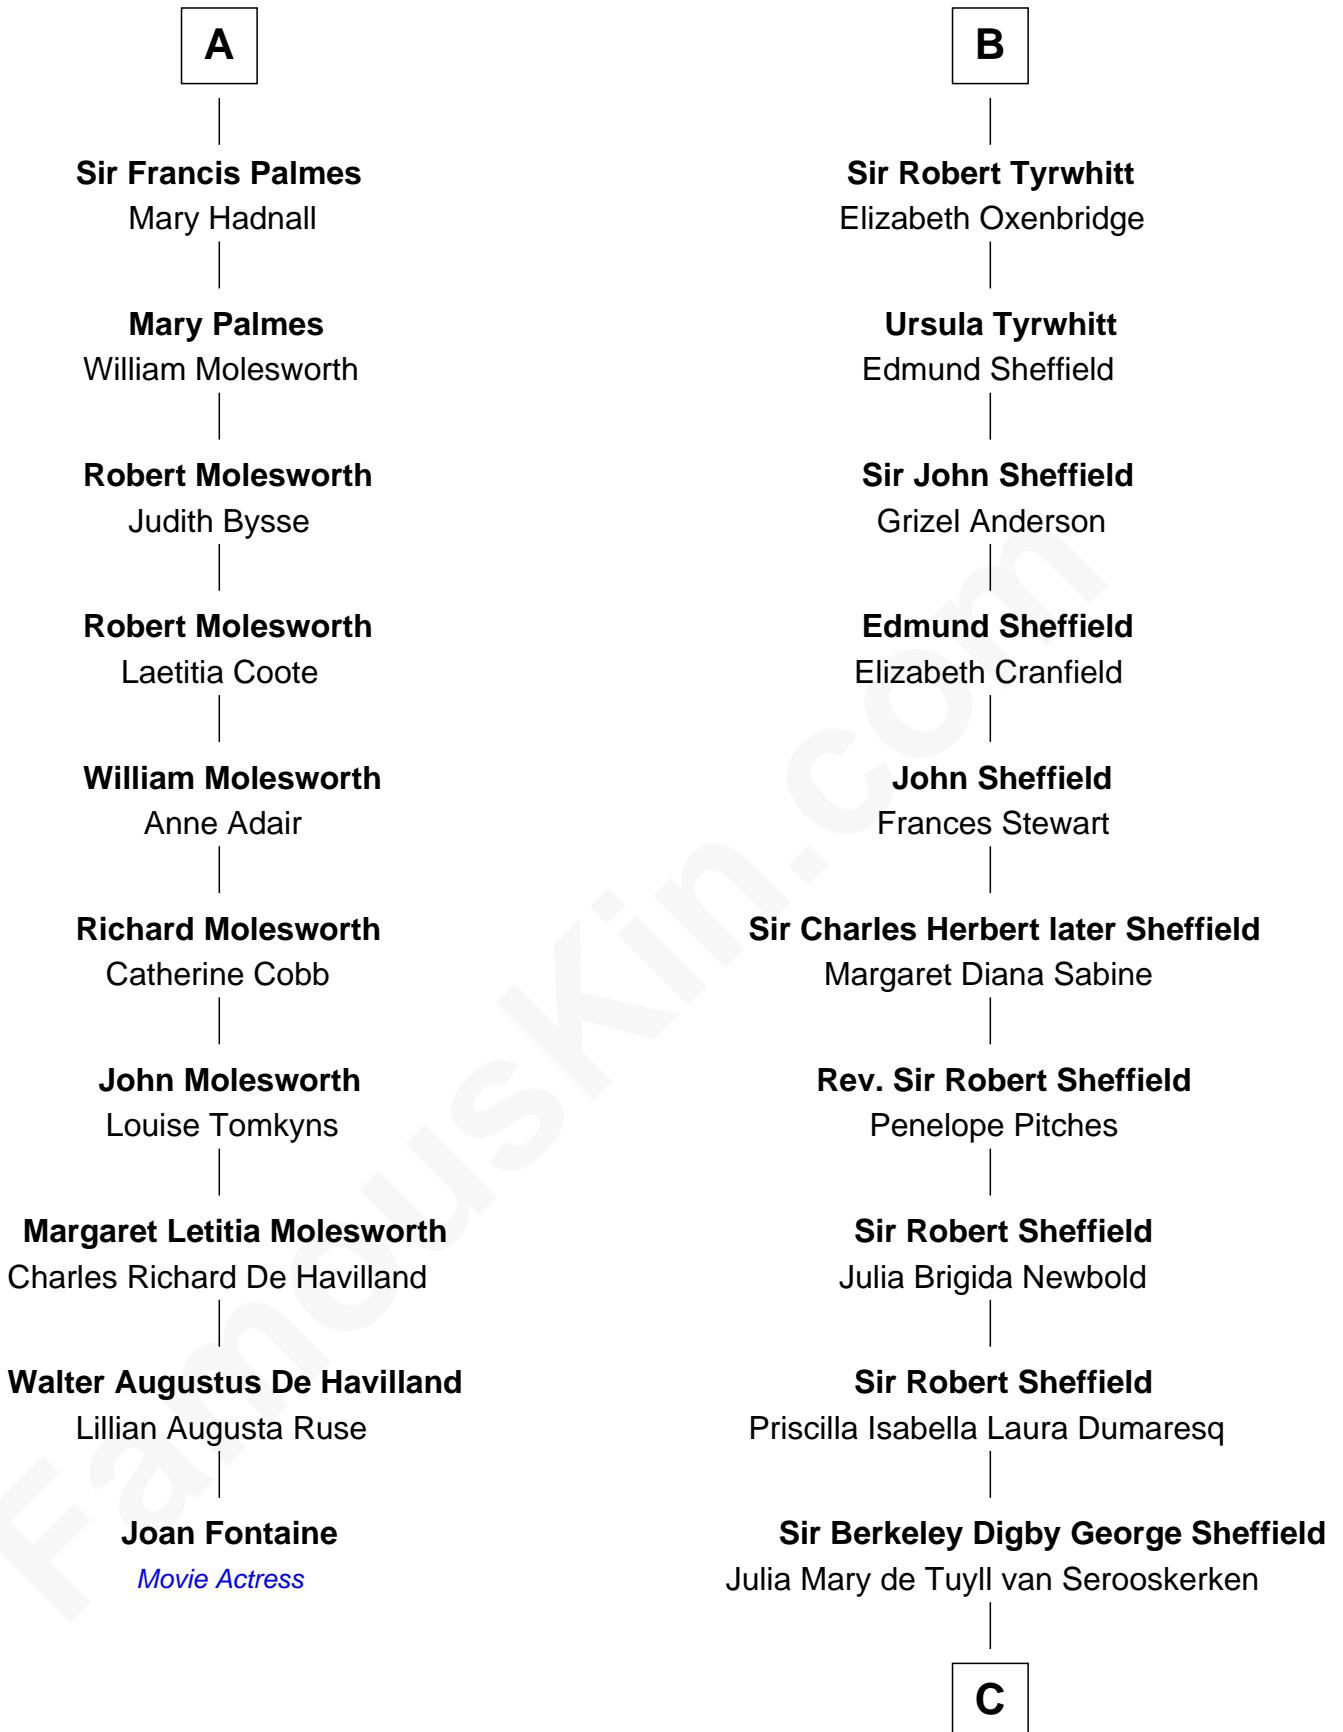 A
Sir Francis Palmes
Mary Hadnall
Mary Palmes
William Molesworth
Robert Molesworth
Judith Bysse
Robert Molesworth
Laetitia Coote
William Molesworth
Anne Adair
Richard Molesworth
Catherine Cobb
John Molesworth
Louise Tomkyns
Margaret Letitia Molesworth
Charles Richard De Havilland
Walter Augustus De Havilland
Lillian Augusta Ruse
Joan Fontaine
Movie Actress
B
Sir Robert Tyrwhitt
Elizabeth Oxenbridge
Ursula Tyrwhitt
Edmund Sheffield
Sir John Sheffield
Grizel Anderson
Edmund Sheffield
Elizabeth Cranfield
John Sheffield
Frances Stewart
Sir Charles Herbert later Sheffield
Margaret Diana Sabine
Rev. Sir Robert Sheffield
Penelope Pitches
Sir Robert Sheffield
Julia Brigida Newbold
Sir Robert Sheffield
Priscilla Isabella Laura Dumaresq
Sir Berkeley Digby George Sheffield
Julia Mary de Tuyll van Serooskerken
C
FamousKin.com